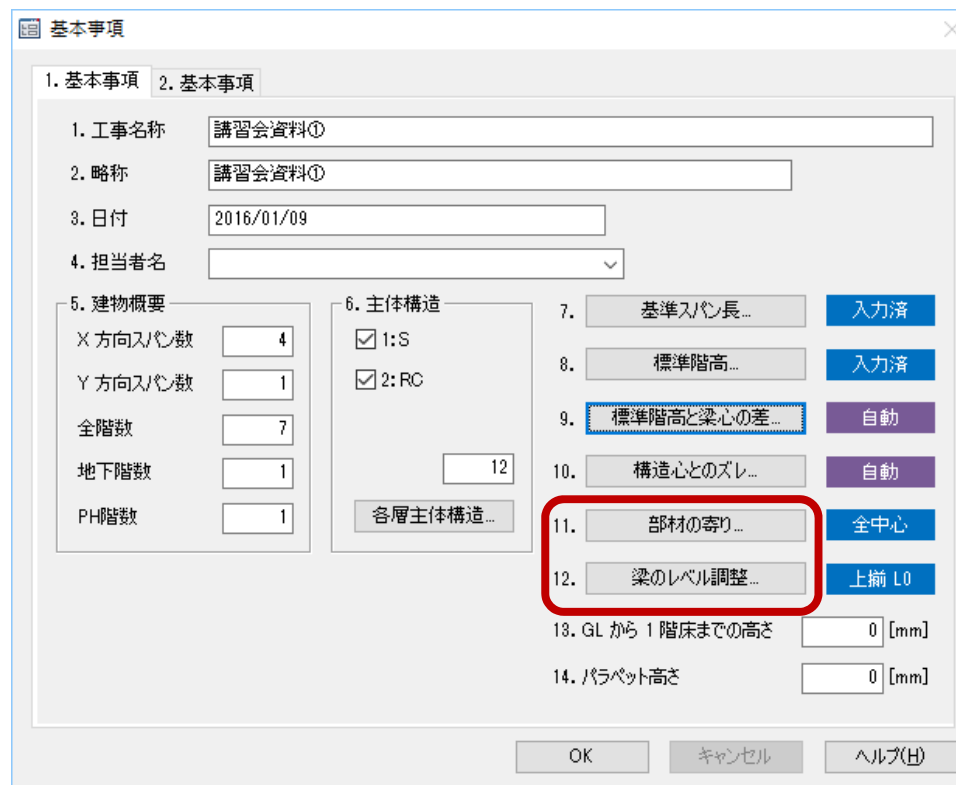 基本事項
1. 基本事項
2. 基本事項
1. 工事名称
講習会資料①
2. 略称
講習会資料①
3. 日付
2016/01/09
4. 担当者名
5. 建物概要
X 方向スパン数
4
Y 方向スパン数
1
全階数
7
地下階数
1
PH階数
1
6. 主体構造
1:S
2:RC
12
各層主体構造...
7. 基準スパン長... 入力済
8. 標準階高... 入力済
9. 標準階高と梁心の差... 自動
10. 構造心とのズレ... 自動
11. 部材の寄り... 全中心
12. 梁のレベル調整... 上揃 L0
13. GL から 1 階床までの高さ 0 [mm]
14. パラペット高さ 0 [mm]
OK キャンセル ヘルプ(H)